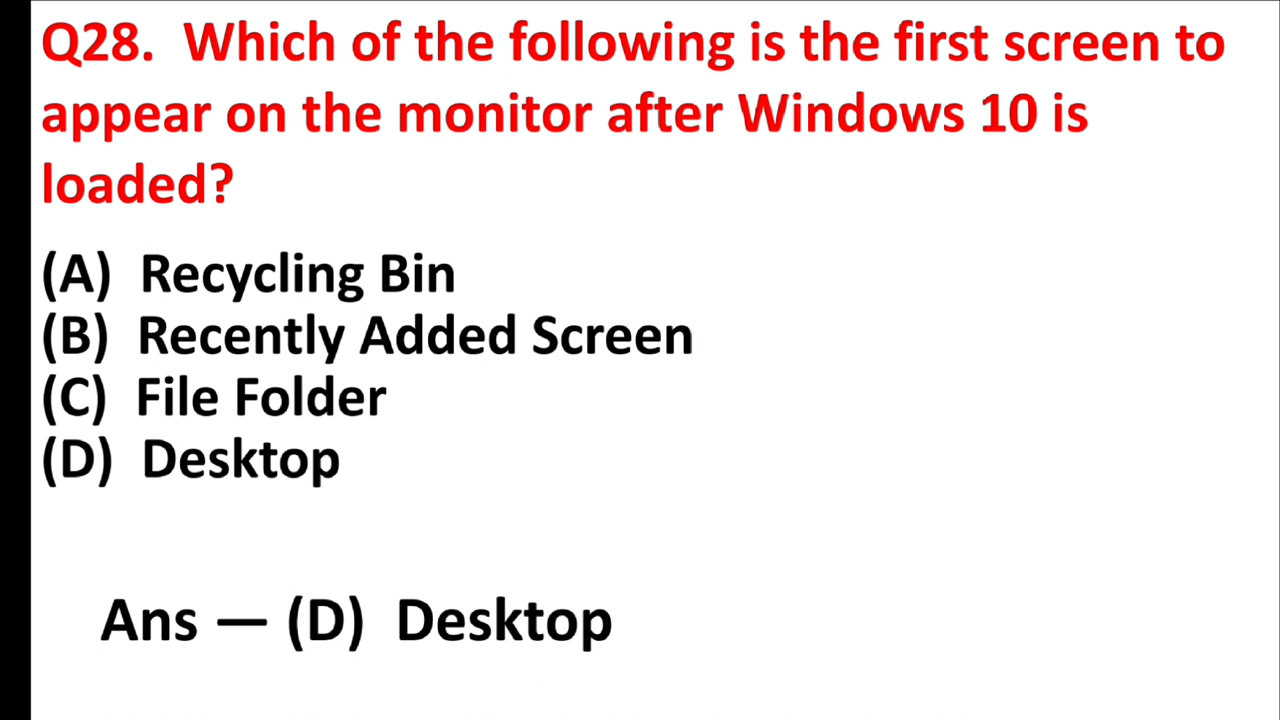 Q28. Which of the following is the first screen to
appear on the monitor after Windows 10 is
loaded?
(A) Recycling Bin
(B) Recently Added Screen
(C) File Folder
(D) Desktop
Ans — (D) Desktop